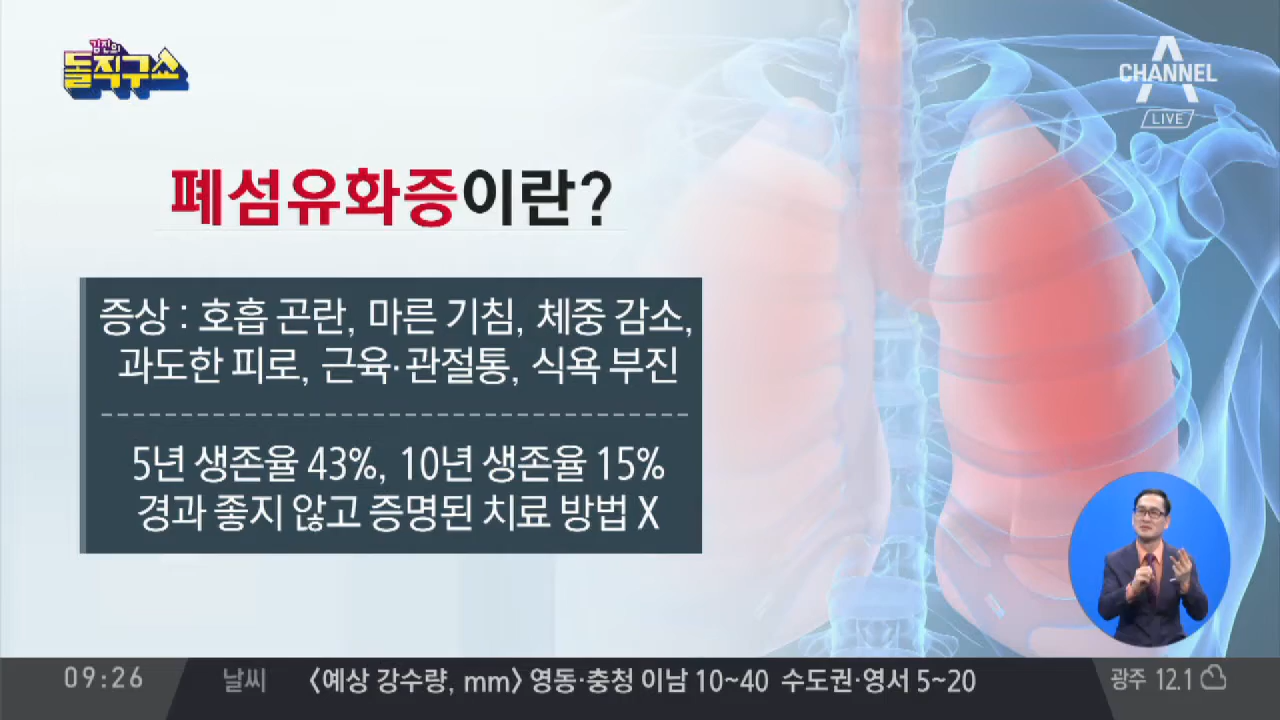 김진의
돌직구쇼
CHANNEL A
LIVE
폐섬유화증이란?
증상 : 호흡 곤란, 마른 기침, 체중 감소,
과도한 피로, 근육·관절통, 식욕 부진
5년 생존율 43%, 10년 생존율 15%
경과 좋지 않고 증명된 치료 방법 X
09:26 날씨 〈예상 강수량, mm〉 영동·충청 이남 10~40 수도권·영서 5~20 광주 12.1